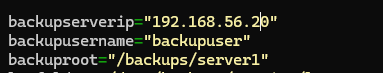 backupserverip="192.168.56.20"
backupusername="backupuser"
backuproot="/backups/server1"